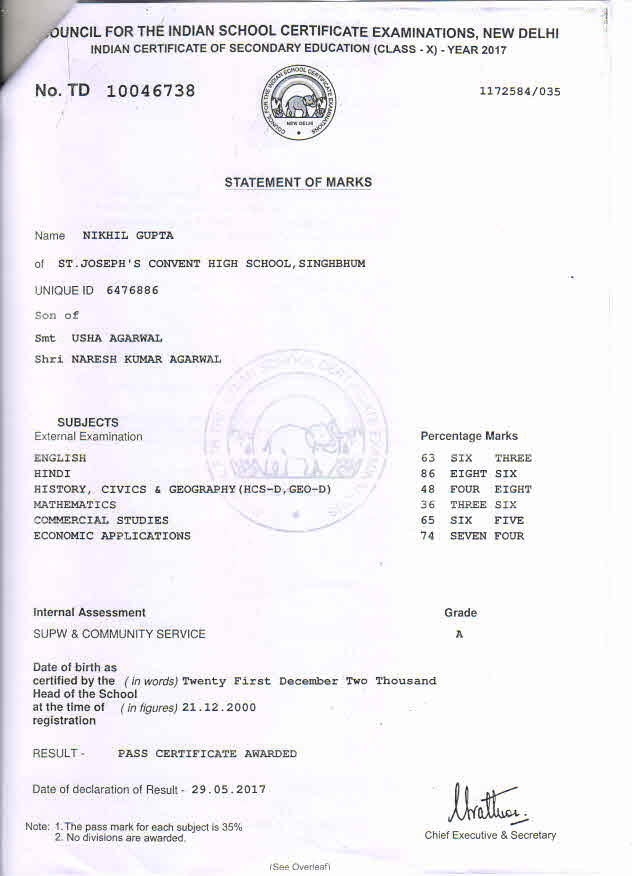 OUNCIL FOR THE INDIAN SCHOOL CERTIFICATE EXAMINATIONS, NEW DELHI
INDIAN CERTIFICATE OF SECONDARY EDUCATION (CLASS - X) - YEAR 2017
No. TD 10046738 1172584/035
COUNCIL FOR THE INDIAN SCHOOL CERTIFICATE EXAMINATIONS
NEW DELHI
STATEMENT OF MARKS
Name NIKHIL GUPTA
of ST.JOSEPH'S CONVENT HIGH SCHOOL,SINGHBHUM
UNIQUE ID 6476886
Son of
Smt USHA AGARWAL
Shri NARESH KUMAR AGARWAL
SUBJECTS
External Examination Percentage Marks
ENGLISH 63 SIX THREE
HINDI 86 EIGHT SIX
HISTORY, CIVICS & GEOGRAPHY(HCS-D,GEO-D) 48 FOUR EIGHT
MATHEMATICS 36 THREE SIX
COMMERCIAL STUDIES 65 SIX FIVE
ECONOMIC APPLICATIONS 74 SEVEN FOUR
Internal Assessment Grade
SUPW & COMMUNITY SERVICE A
Date of birth as
certified by the (in words) Twenty First December Two Thousand
Head of the School
at the time of (in figures) 21.12.2000
registration
RESULT - PASS CERTIFICATE AWARDED
Date of declaration of Result - 29.05.2017
Note: 1. The pass mark for each subject is 35%
2. No divisions are awarded.
Chief Executive & Secretary
(See Overleaf)